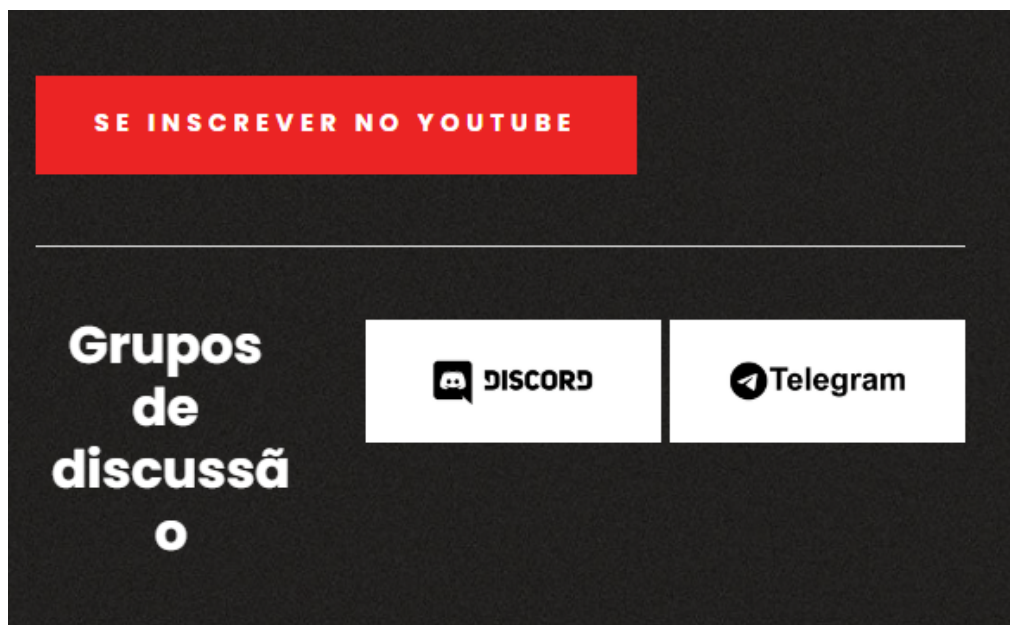 SE INSCREVER NO YOUTUBE
Grupos
de
discussã
o
DISCORD
Telegram